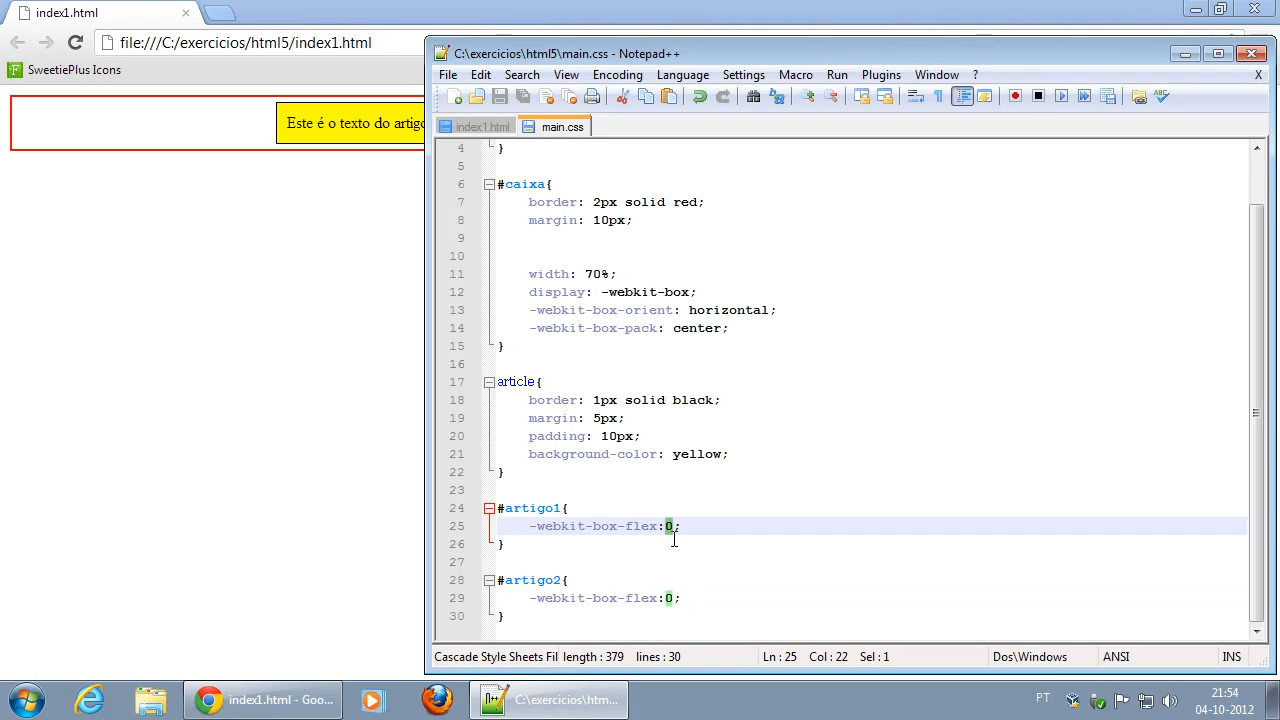 index1.html
file:///C:/exercicios/html5/index1.html
SweetiePlus Icons
Este é o texto do artigo
C:\exercicios\html5\main.css - Notepad++
File Edit Search View Encoding Language Settings Macro Run Plugins Window ? X
index1.html main.css
4 }
5
6 #caixa{
7 border: 2px solid red;
8 margin: 10px;
9
10
11 width: 70%;
12 display: -webkit-box;
13 -webkit-box-orient: horizontal;
14 -webkit-box-pack: center;
15 }
16
17 article{
18 border: 1px solid black;
19 margin: 5px;
20 padding: 10px;
21 background-color: yellow;
22 }
23
24 #artigo1{
25 -webkit-box-flex:0;
26 }
27
28 #artigo2{
29 -webkit-box-flex:0;
30 }
Cascade Style Sheets Fil length : 379 lines : 30 Ln : 25 Col : 22 Sel : 1 Dos\Windows ANSI INS
index1.html - Goo... C:\exercicios\htm... PT 21:54
04-10-2012